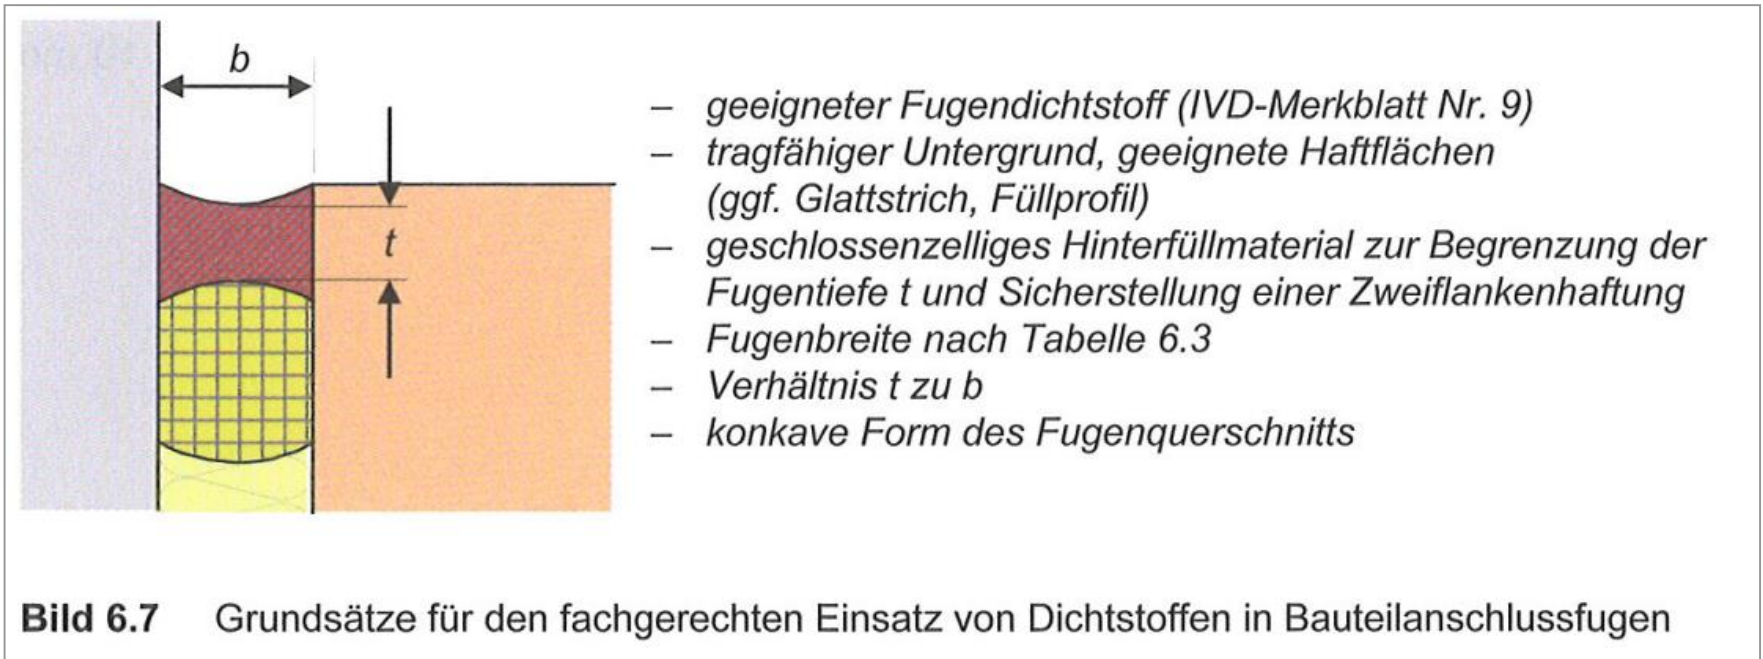 b
t
– geeigneter Fugendichtstoff (IVD-Merkblatt Nr. 9)
– tragfähiger Untergrund, geeignete Haftflächen
(ggf. Glattstrich, Füllprofil)
– geschlossenzelliges Hinterfüllmaterial zur Begrenzung der
Fugentiefe t und Sicherstellung einer Zweiflankenhaftung
– Fugenbreite nach Tabelle 6.3
– Verhältnis t zu b
– konkave Form des Fugenquerschnitts
Bild 6.7 Grundsätze für den fachgerechten Einsatz von Dichtstoffen in Bauteilanschlussfugen